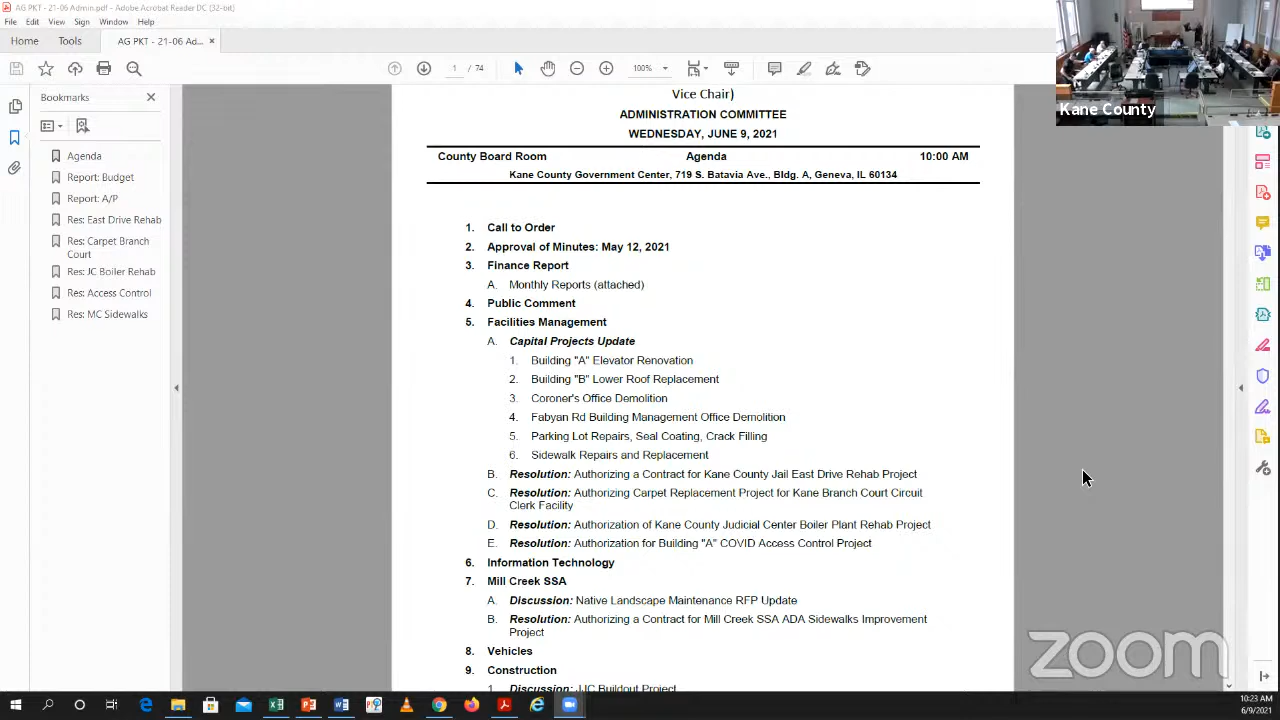 AG PKT - 21-06 Admin.pdf - Adobe Acrobat Reader DC (32-bit)
File Edit View Sign Window Help
Home Tools AG PKT - 21-06 Ad... ×
1 / 74 100%
Kane County
Bookmarks
Agenda
Report: Budget
Report: A/P
Res: East Drive Rehab
Res: Carpet Branch
Court
Res: JC Boiler Rehab
Res: Access Control
Res: MC Sidewalks
Vice Chair)
ADMINISTRATION COMMITTEE
WEDNESDAY, JUNE 9, 2021
County Board Room Agenda 10:00 AM
Kane County Government Center, 719 S. Batavia Ave., Bldg. A, Geneva, IL 60134
1. Call to Order
2. Approval of Minutes: May 12, 2021
3. Finance Report
A. Monthly Reports (attached)
4. Public Comment
5. Facilities Management
A. Capital Projects Update
1. Building "A" Elevator Renovation
2. Building "B" Lower Roof Replacement
3. Coroner's Office Demolition
4. Fabyan Rd Building Management Office Demolition
5. Parking Lot Repairs, Seal Coating, Crack Filling
6. Sidewalk Repairs and Replacement
B. Resolution: Authorizing a Contract for Kane County Jail East Drive Rehab Project
C. Resolution: Authorizing Carpet Replacement Project for Kane Branch Court Circuit
Clerk Facility
D. Resolution: Authorization of Kane County Judicial Center Boiler Plant Rehab Project
E. Resolution: Authorization for Building "A" COVID Access Control Project
6. Information Technology
7. Mill Creek SSA
A. Discussion: Native Landscape Maintenance RFP Update
B. Resolution: Authorizing a Contract for Mill Creek SSA ADA Sidewalks Improvement
Project
8. Vehicles
9. Construction
1. Discussion: JJC Buildout Project
zoom
10:23 AM
6/9/2021